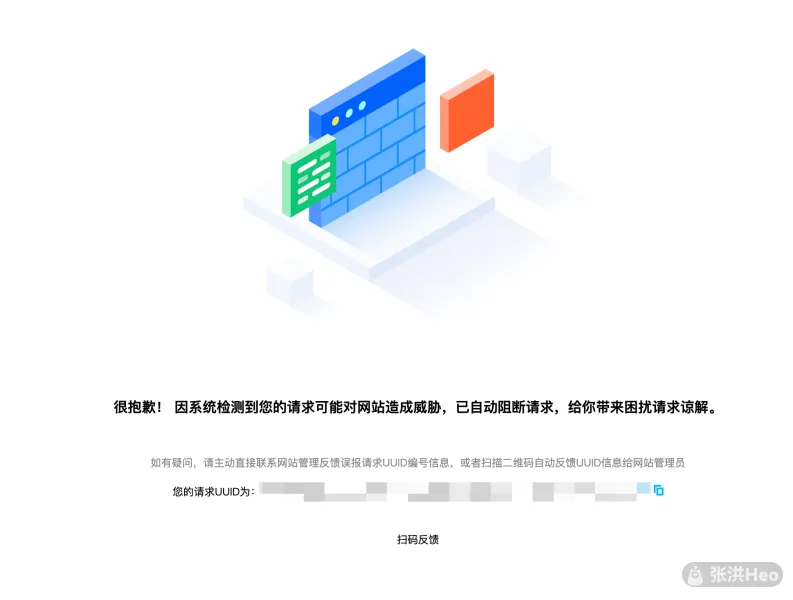 很抱歉！ 因系统检测到您的请求可能对网站造成威胁，已自动阻断请求，给你带来困扰请求谅解。
如有疑问，请主动直接联系网站管理反馈误报请求UUID编号信息，或者扫描二维码自动反馈UUID信息给网站管理员
您的请求UUID为：
扫码反馈
张洪Heo